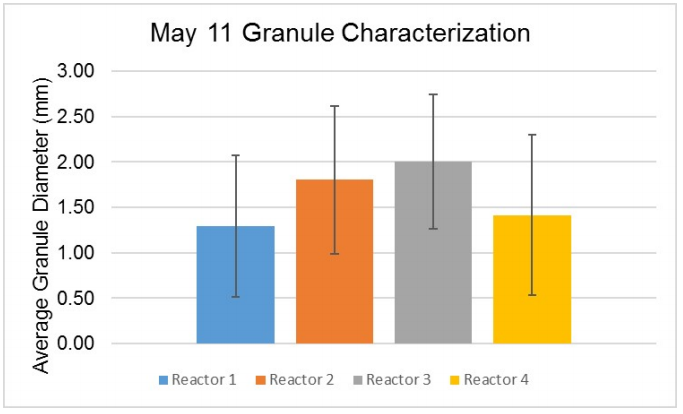 May 11 Granule Characterization
Average Granule Diameter (mm)
3.00
2.50
2.00
1.50
1.00
0.50
0.00
Reactor 1 Reactor 2 Reactor 3 Reactor 4